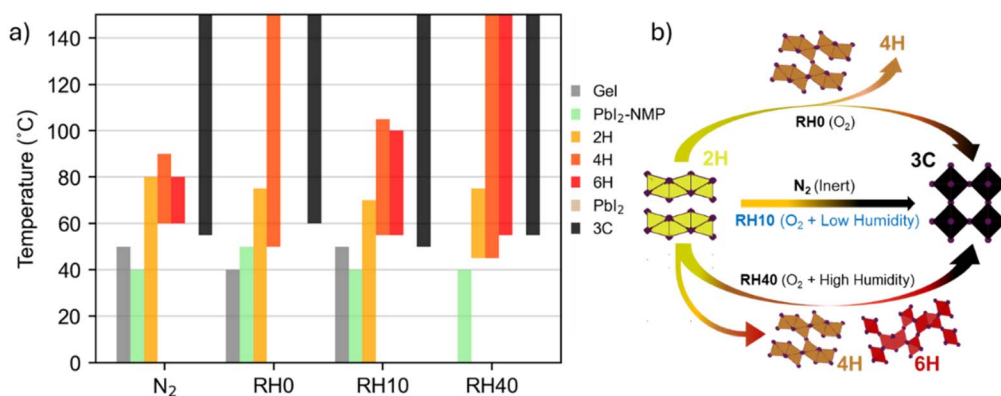 a)
Temperature (˚C)
140
120
100
80
60
40
20
0
N₂
RH0
RH10
RH40
Gel
PbI₂-NMP
2H
4H
6H
PbI₂
3C
b)
4H
RH0 (O₂)
2H
3C
N₂ (Inert)
RH10 (O₂ + Low Humidity)
RH40 (O₂ + High Humidity)
4H
6H